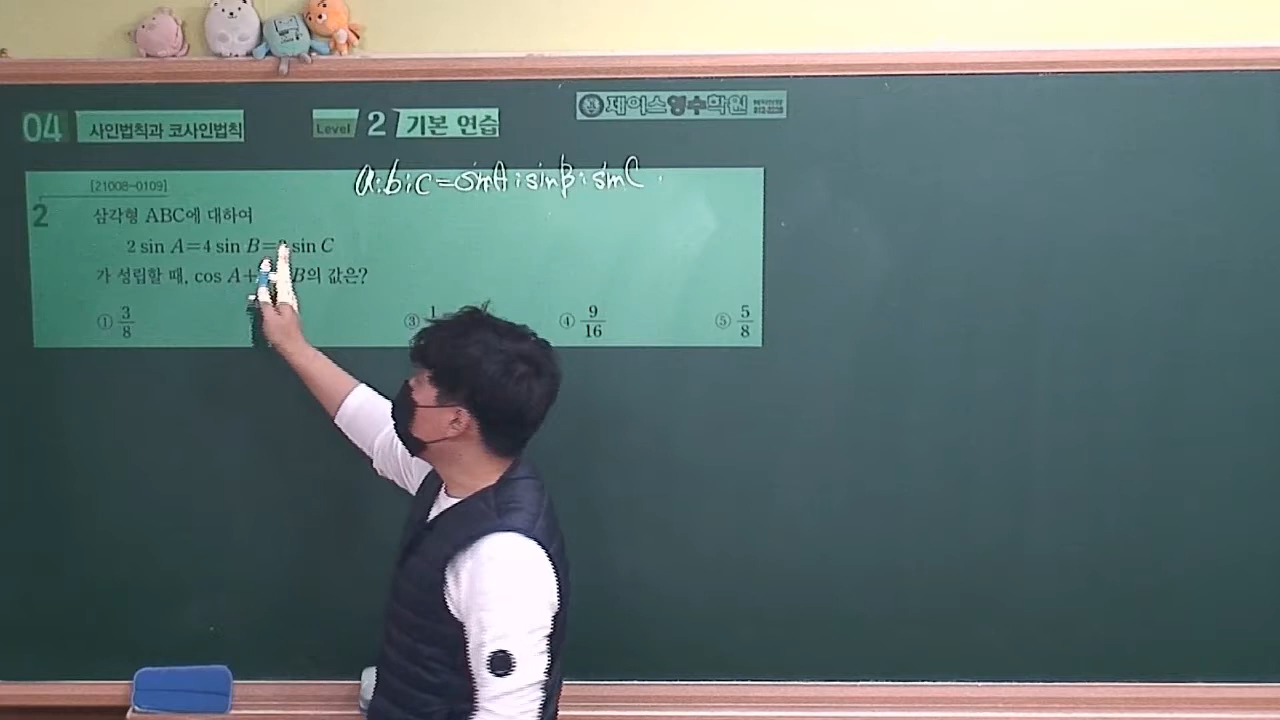 04 사인법칙과 코사인법칙 Level 2 기본 연습 제이스영수학원
a:b:c=sinA:sinB:sinC
[21008-0109]
2 삼각형 ABC에 대하여
2 sin A=4 sin B= sin C
가 성립할 때, cos A+ B의 값은?
① 3/8 ③ ④ 9/16 ⑤ 5/8